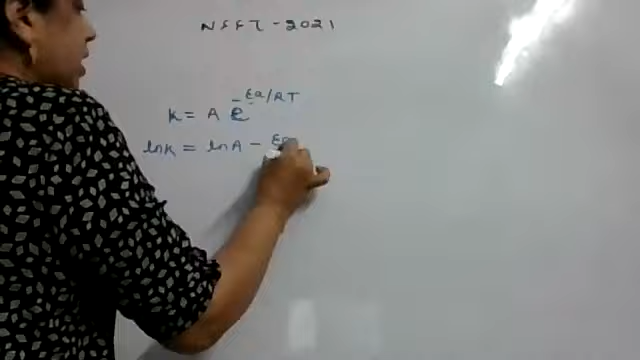 NEET - 2021
K = A e^-Ea/RT
lnK = lnA - Ea